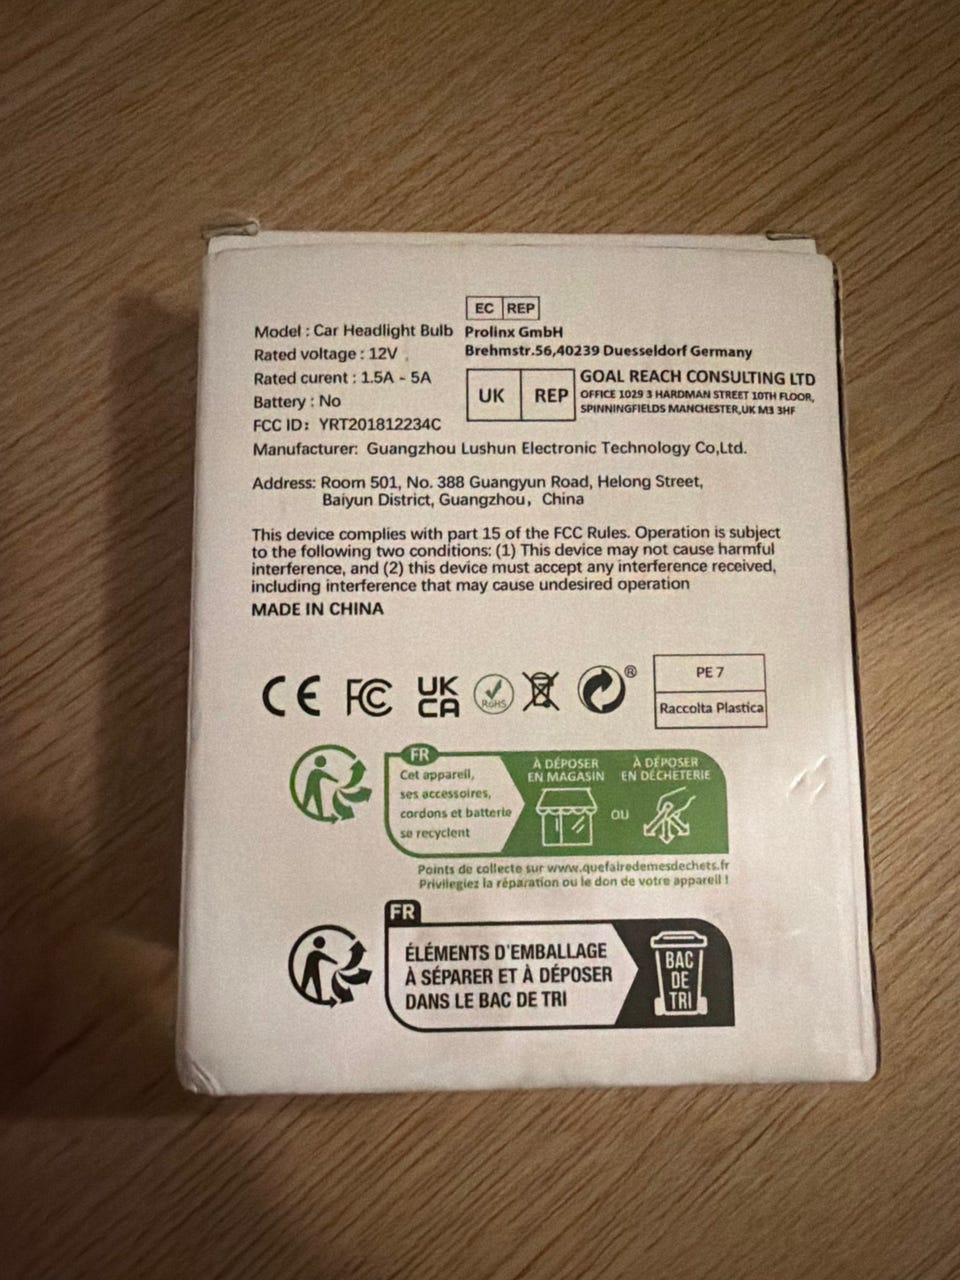 EC REP
Model : Car Headlight Bulb
Rated voltage : 12V
Rated curent : 1.5A - 5A
Battery : No
FCC ID: YRT201812234C
Prolinx GmbH
Brehmstr.56,40239 Duesseldorf Germany
UK REP
GOAL REACH CONSULTING LTD
OFFICE 1029 3 HARDMAN STREET 10TH FLOOR,
SPINNINGFIELDS MANCHESTER,UK M3 3HF
Manufacturer: Guangzhou Lushun Electronic Technology Co,Ltd.
Address: Room 501, No. 388 Guangyun Road, Helong Street,
Baiyun District, Guangzhou, China
This device complies with part 15 of the FCC Rules. Operation is subject
to the following two conditions: (1) This device may not cause harmful
interference, and (2) this device must accept any interference received,
including interference that may cause undesired operation
MADE IN CHINA
CE FC UK
CA
RoHS
®
PE 7
Raccolta Plastica
FR
Cet appareil,
ses accessoires,
cordons et batterie
se recyclent
À DÉPOSER
EN MAGASIN
OU
À DÉPOSER
EN DÉCHÈTERIE
Points de collecte sur www.quefairedemesdechets.fr
Privilegiez la réparation ou le don de votre appareil !
FR
ÉLÉMENTS D'EMBALLAGE
À SÉPARER ET À DÉPOSER
DANS LE BAC DE TRI
BAC
DE
TRI